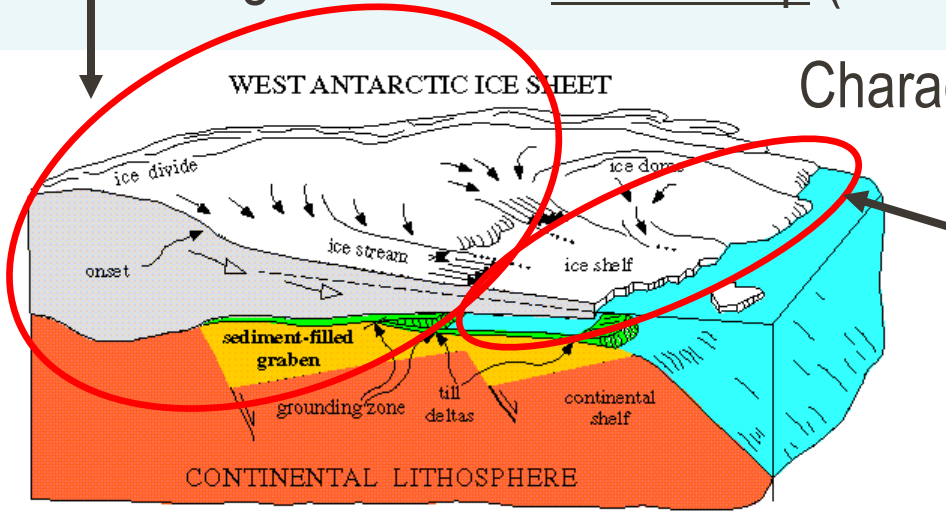 WEST ANTARCTIC ICE SHEET
Charac
ice divide
ice dome
ice stream
onset
ice shelf
sediment-filled
graben
grounding zone
till
deltas
continental
shelf
CONTINENTAL LITHOSPHERE